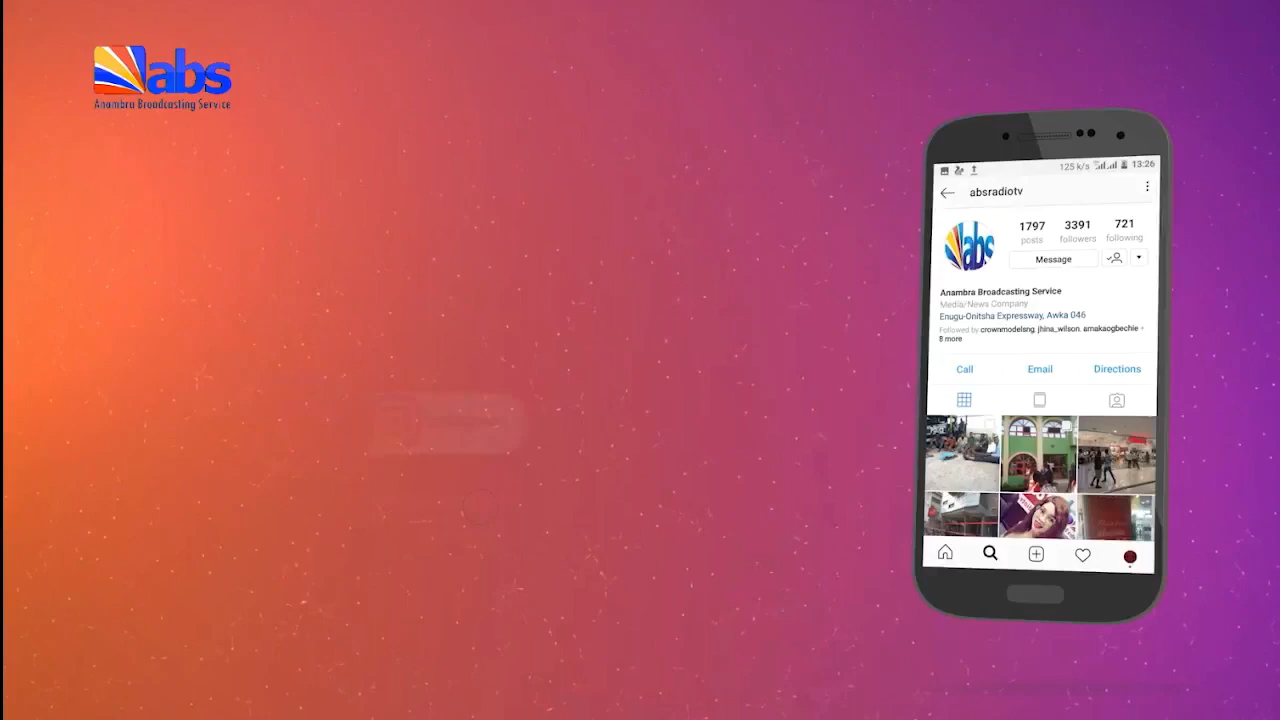 abs
Anambra Broadcasting Service
125 k/s 13:26
absradiotv
1797 3391 721
posts followers following
abs
Message
Anambra Broadcasting Service
Media/News Company
Enugu-Onitsha Expressway, Awka 046
Followed by crownmodelsng, jhina_wilson, amakaogbechie +
8 more
Call Email Directions